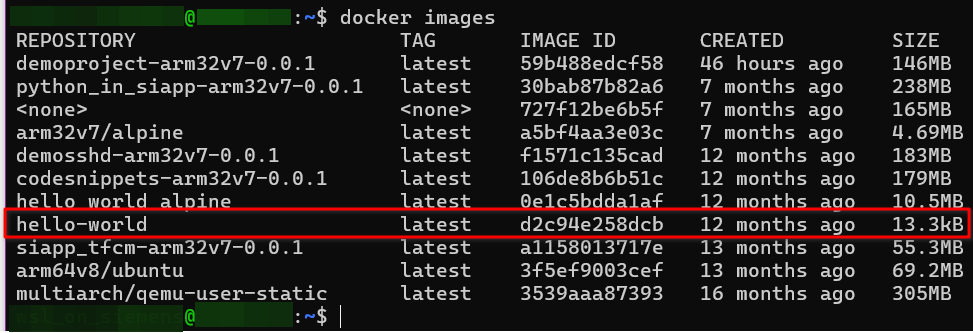 @ :~$ docker images
REPOSITORY TAG IMAGE ID CREATED SIZE
demoproject-arm32v7-0.0.1 latest 59b488edcf58 46 hours ago 146MB
python_in_siapp-arm32v7-0.0.1 latest 30bab87b82a6 7 months ago 238MB
<none> <none> 727f12be6b5f 7 months ago 165MB
arm32v7/alpine latest a5bf4aa3e03c 7 months ago 4.69MB
demosshd-arm32v7-0.0.1 latest f1571c135cad 12 months ago 183MB
codesnippets-arm32v7-0.0.1 latest 106de8b6b51c 12 months ago 179MB
hello_world_alpine latest 0e1c5bdda1af 12 months ago 10.5MB
hello-world latest d2c94e258dcb 12 months ago 13.3kB
siapp_tfcm-arm32v7-0.0.1 latest a1158013717e 13 months ago 55.3MB
arm64v8/ubuntu latest 3f5ef9003cef 13 months ago 69.2MB
multiarch/qemu-user-static latest 3539aaa87393 16 months ago 305MB
@ :~$